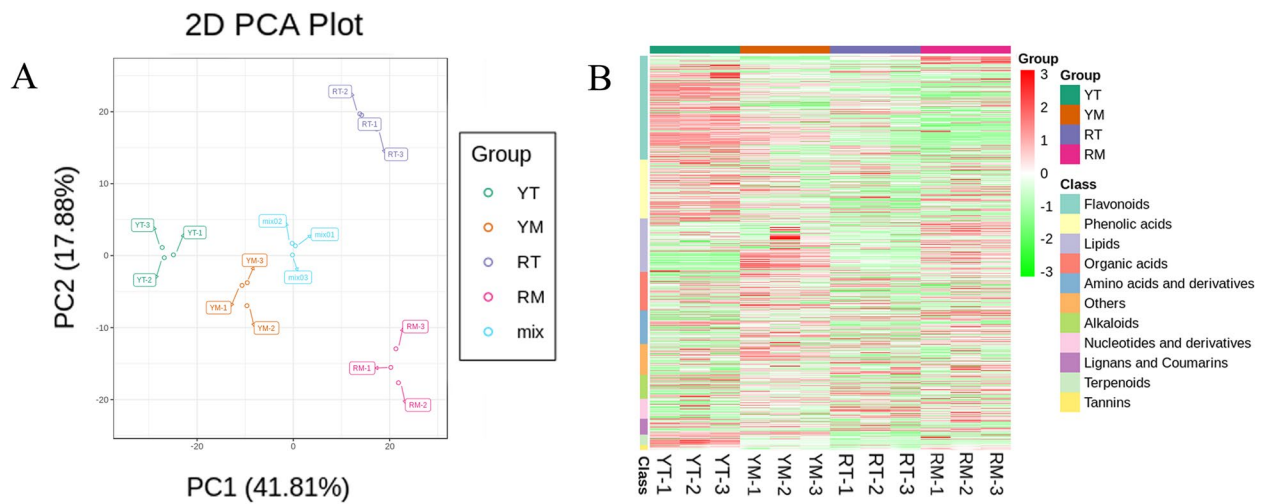 2D PCA Plot
A
PC2 (17.88%)
20
10
0
-10
-20
-20
0
20
PC1 (41.81%)
RT-2
RT-1
RT-3
YT-3
YT-1
YT-2
mix02
mix01
mix03
YM-3
YM-1
YM-2
RM-3
RM-1
RM-2
Group
YT
YM
RT
RM
mix
B
Group
3
2
1
0
-1
-2
-3
Group
YT
YM
RT
RM
Class
Flavonoids
Phenolic acids
Lipids
Organic acids
Amino acids and derivatives
Others
Alkaloids
Nucleotides and derivatives
Lignans and Coumarins
Terpenoids
Tannins
Class
YT-1
YT-2
YT-3
YM-1
YM-2
YM-3
RT-1
RT-2
RT-3
RM-1
RM-2
RM-3